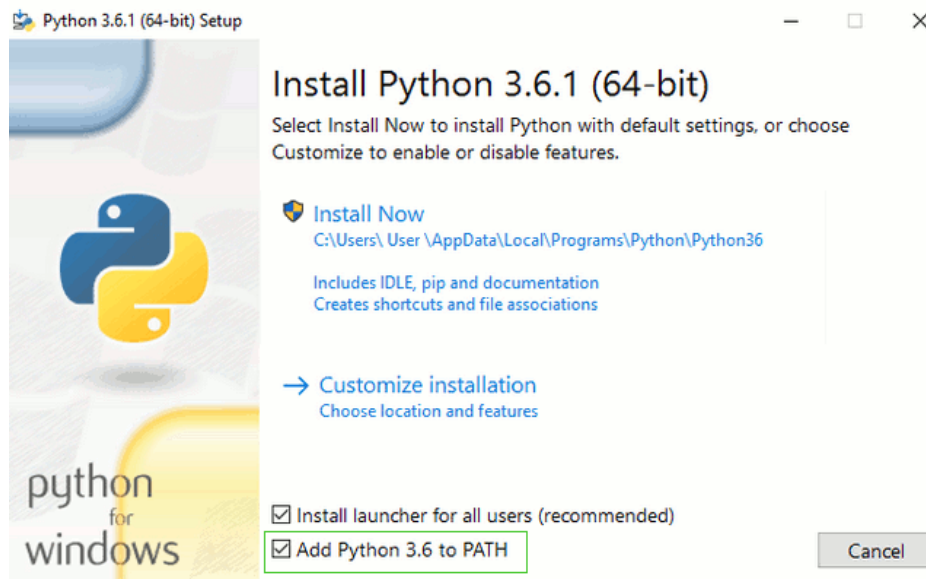 Python 3.6.1 (64-bit) Setup
Install Python 3.6.1 (64-bit)
Select Install Now to install Python with default settings, or choose
Customize to enable or disable features.
Install Now
C:\Users\ User \AppData\Local\Programs\Python\Python36
Includes IDLE, pip and documentation
Creates shortcuts and file associations
Customize installation
Choose location and features
python
for
windows
Install launcher for all users (recommended)
Add Python 3.6 to PATH
Cancel